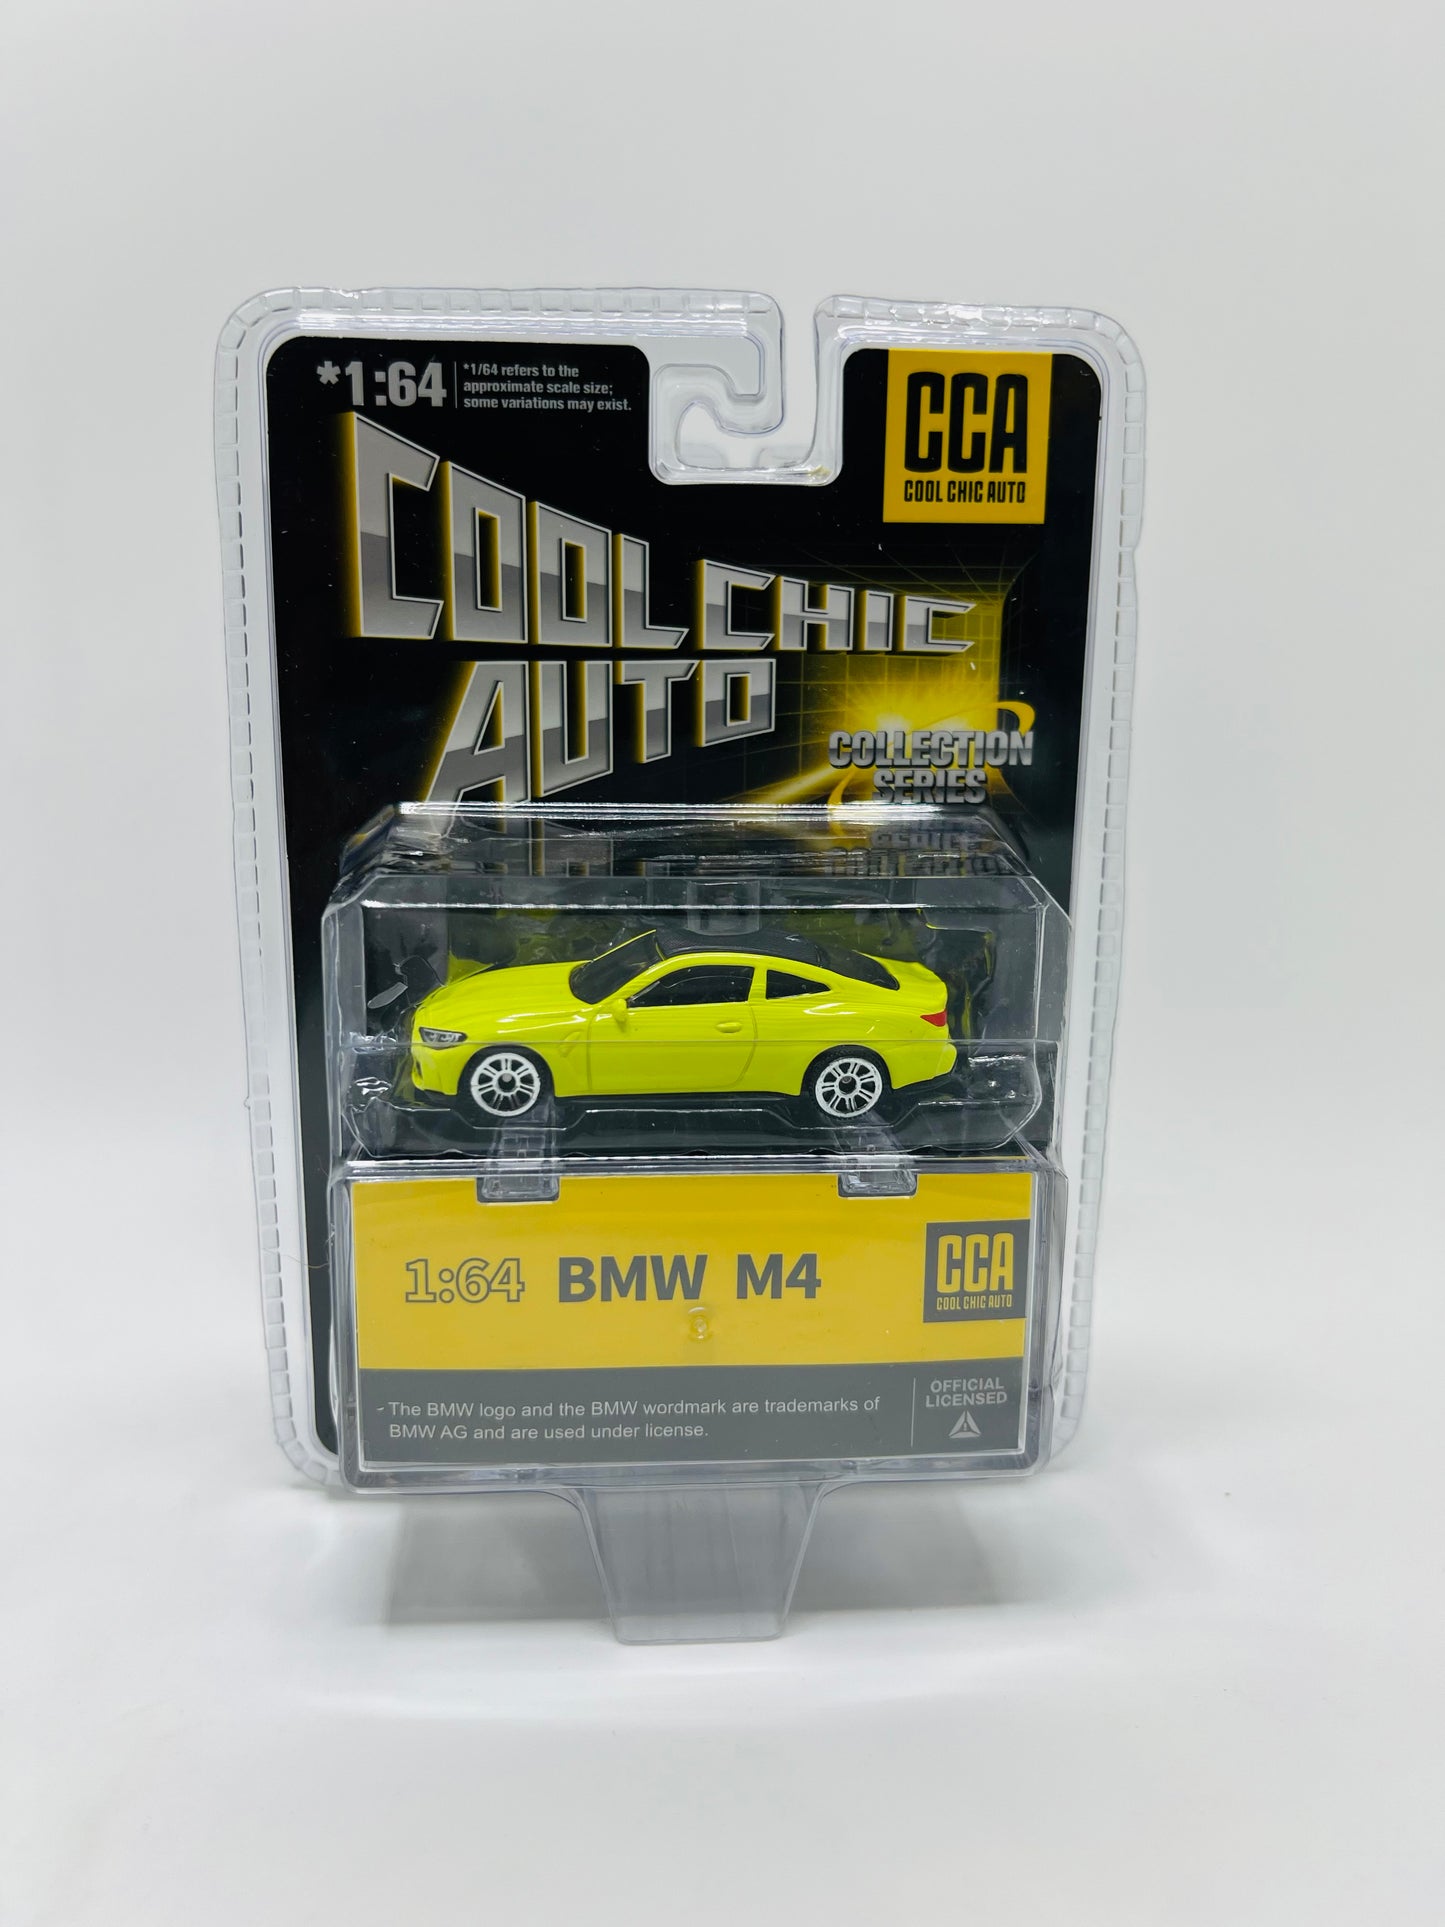 *1:64
*1/64 refers to the
approximate scale size;
some variations may exist.
CCA
COOL CHIC AUTO
COOL CHIC
AUTO
COLLECTION
SERIES
1:64 BMW M4
CCA
COOL CHIC AUTO
- The BMW logo and the BMW wordmark are trademarks of
BMW AG and are used under license.
OFFICIAL
LICENSED